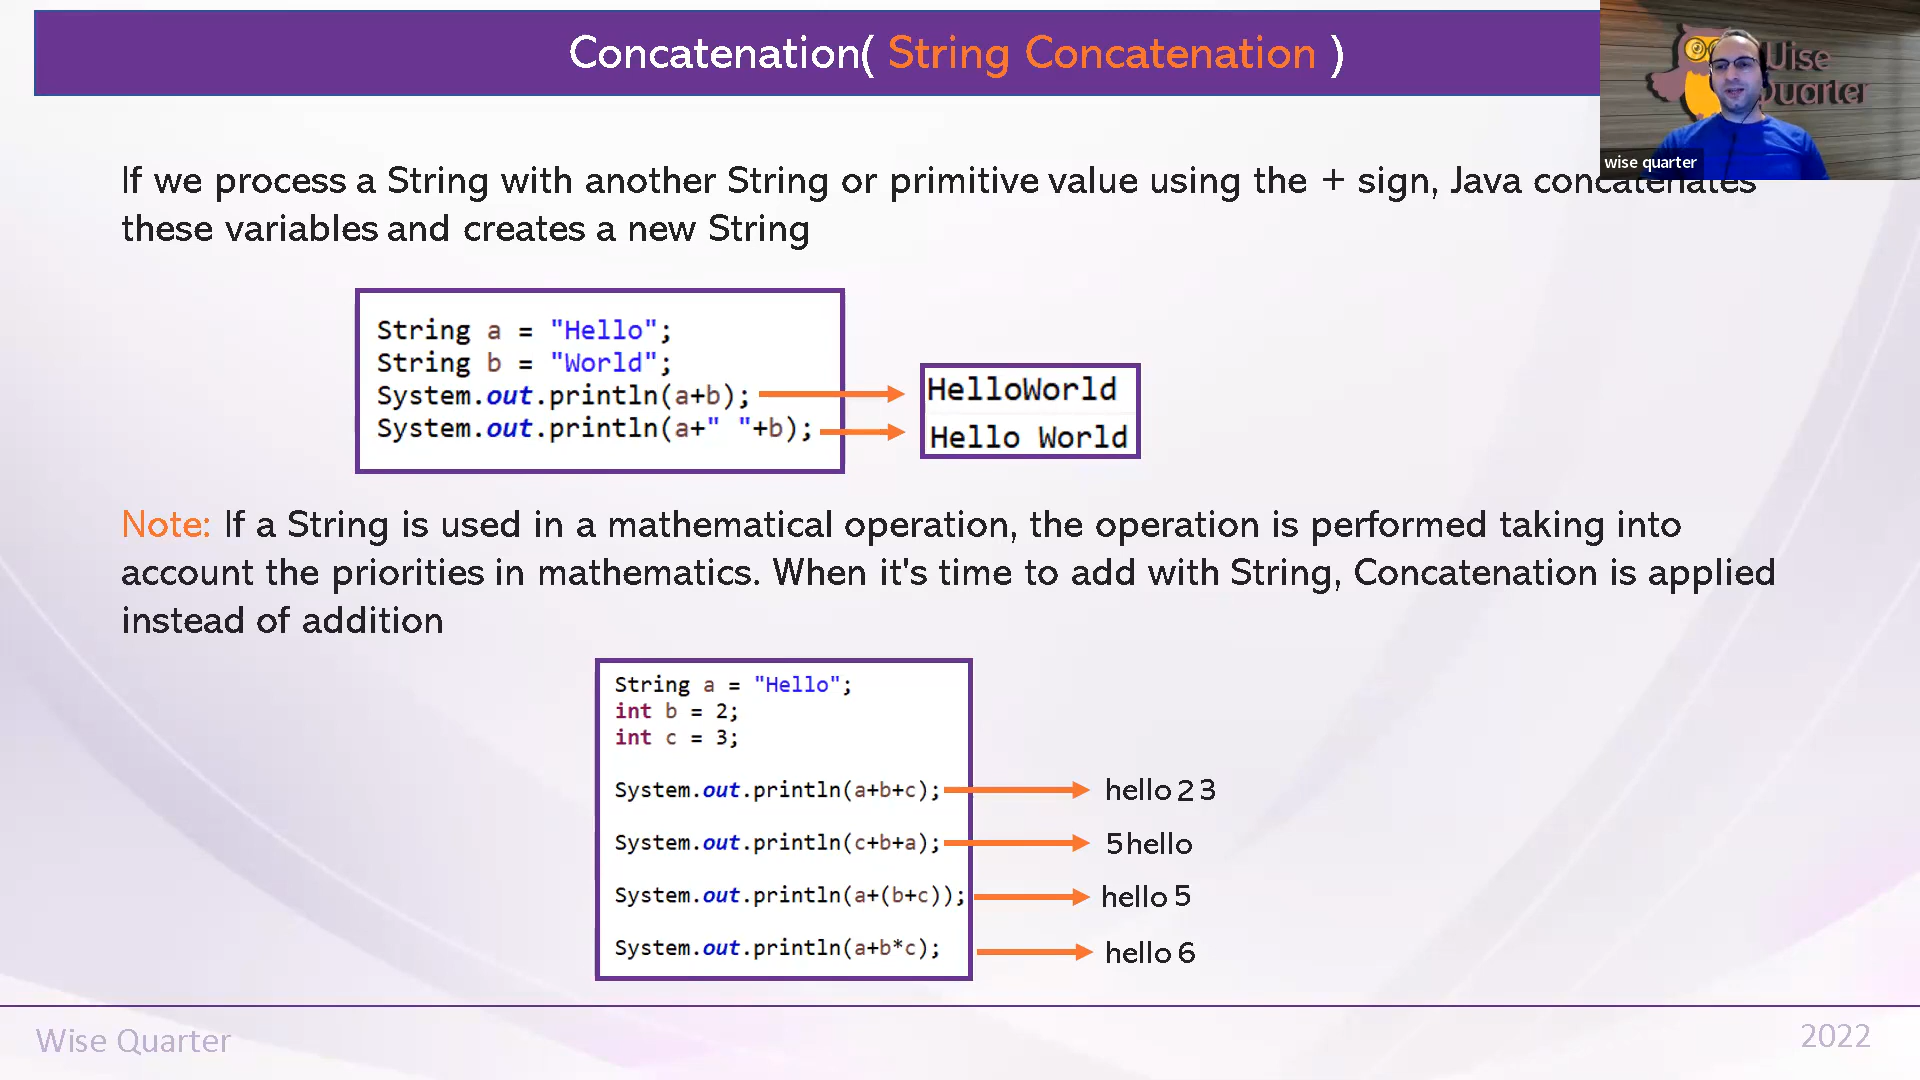 Concatenation( String Concatenation )
Wise
Quarter
wise quarter
If we process a String with another String or primitive value using the + sign, Java concatenates
these variables and creates a new String
String a = "Hello";
String b = "World";
System.out.println(a+b);
System.out.println(a+" "+b);
HelloWorld
Hello World
Note: If a String is used in a mathematical operation, the operation is performed taking into
account the priorities in mathematics. When it's time to add with String, Concatenation is applied
instead of addition
String a = "Hello";
int b = 2;
int c = 3;
System.out.println(a+b+c); hello 2 3
System.out.println(c+b+a); 5hello
System.out.println(a+(b+c)); hello 5
System.out.println(a+b*c); hello 6
Wise Quarter
2022